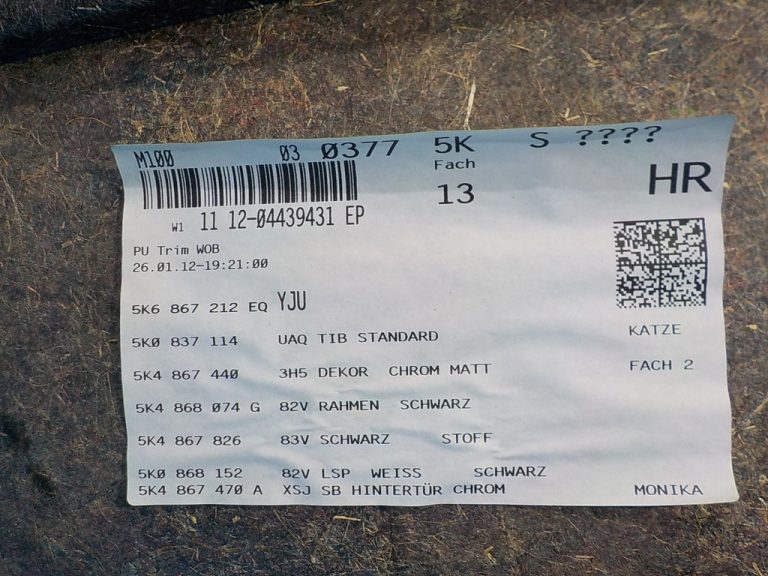 M100 03 0377 5K S ????
Fach
13
HR
W1 11 12-04439431 EP
PU Trim WOB
26.01.12-19:21:00
5K6 867 212 EQ YJU
5K0 837 114 UAQ TIB STANDARD KATZE
5K4 867 440 3H5 DEKOR CHROM MATT FACH 2
5K4 868 074 G 82V RAHMEN SCHWARZ
5K4 867 826 83V SCHWARZ STOFF
5K0 868 152 82V LSP WEISS SCHWARZ
5K4 867 470 A XSJ SB HINTERTÜR CHROM MONIKA